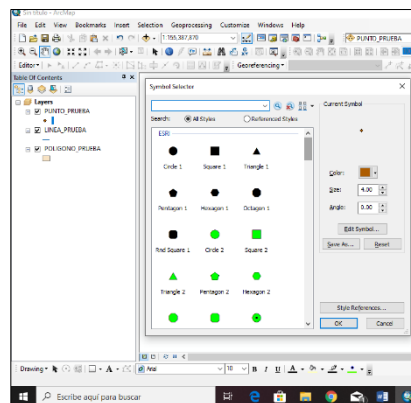 Sin título - ArcMap
File Edit View Bookmarks Insert Selection Geoprocessing Customize Windows Help
1:155,387,870
PUNTO_PRUEBA
Editor
Georeferencing
Table Of Contents
Layers
PUNTO_PRUEBA
LINEA_PRUEBA
POLIGONO_PRUEBA
Symbol Selector
Search: All Styles Referenced Styles
ESRI
Circle 1 Square 1 Triangle 1
Pentagon 1 Hexagon 1 Octagon 1
Rnd Square 1 Circle 2 Square 2
Triangle 2 Pentagon 2 Hexagon 2
Current Symbol
Color:
Size: 4.00
Angle: 0.00
Edit Symbol...
Save As... Reset
Style References...
OK Cancel
Drawing Arial 10 B I U A
Escribe aquí para buscar